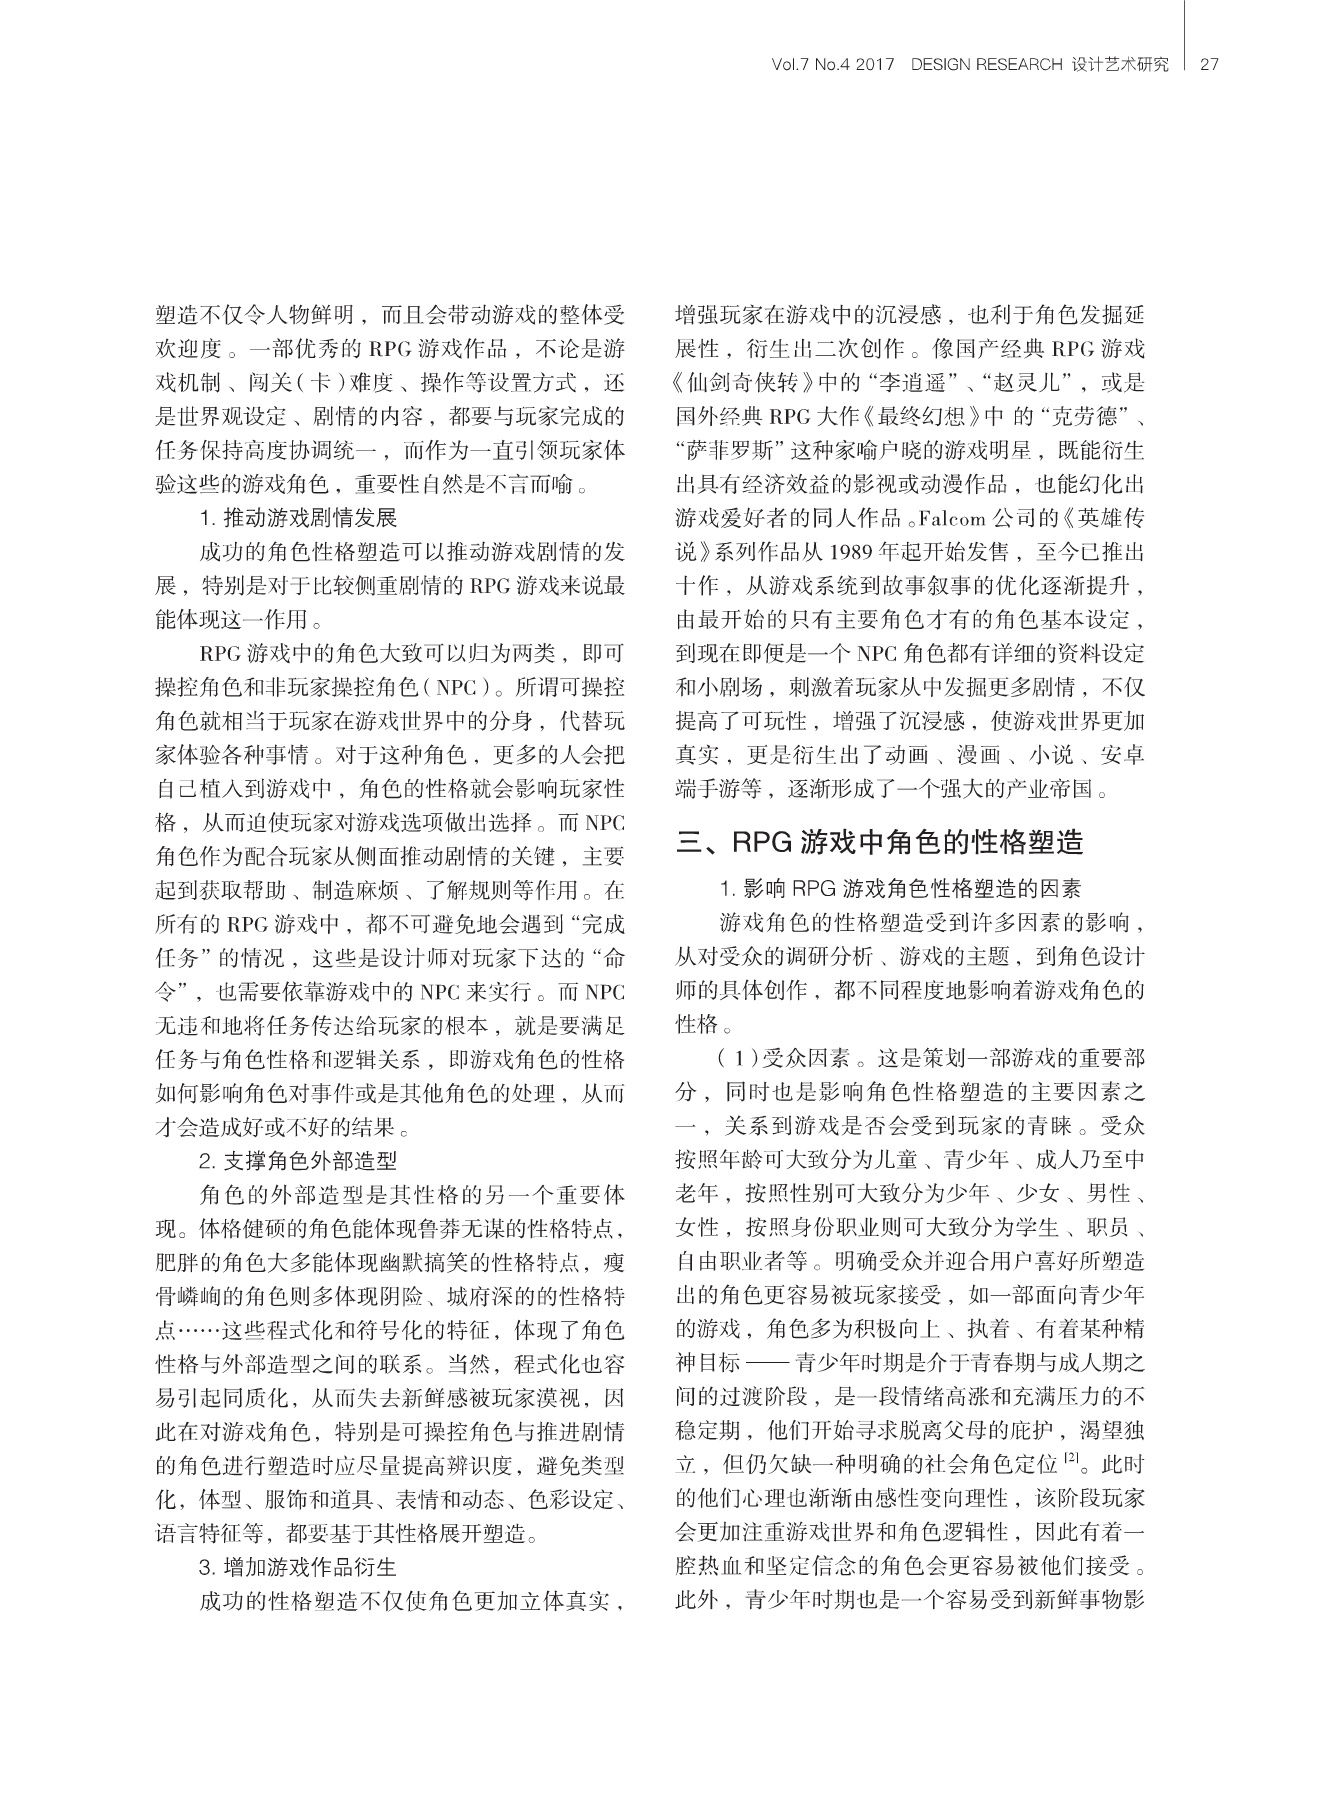 Vol.7 No.4 2017 DESIGN RESEARCH 设计艺术研究 27
塑造不仅令人物鲜明，而且会带动游戏的整体受
欢迎度。一部优秀的 RPG 游戏作品，不论是游
戏机制、闯关(卡)难度、操作等设置方式，还
是世界观设定、剧情的内容，都要与玩家完成的
任务保持高度协调统一，而作为一直引领玩家体
验这些的游戏角色，重要性自然是不言而喻。
1. 推动游戏剧情发展
成功的角色性格塑造可以推动游戏剧情的发
展，特别是对于比较侧重剧情的 RPG 游戏来说最
能体现这一作用。
RPG 游戏中的角色大致可以归为两类，即可
操控角色和非玩家操控角色(NPC)。所谓可操控
角色就相当于玩家在游戏世界中的分身，代替玩
家体验各种事情。对于这种角色，更多的人会把
自己植入到游戏中，角色的性格就会影响玩家性
格，从而迫使玩家对游戏选项做出选择。而 NPC
角色作为配合玩家从侧面推动剧情的关键，主要
起到获取帮助、制造麻烦、了解规则等作用。在
所有的 RPG 游戏中，都不可避免地会遇到“完成
任务”的情况，这些是设计师对玩家下达的“命
令”，也需要依靠游戏中的 NPC 来实行。而 NPC
无违和地将任务传达给玩家的根本，就是要满足
任务与角色性格和逻辑关系，即游戏角色的性格
如何影响角色对事件或是其他角色的处理，从而
才会造成好或不好的结果。
2. 支撑角色外部造型
角色的外部造型是其性格的另一个重要体
现。体格健硕的角色能体现鲁莽无谋的性格特点，
肥胖的角色大多能体现幽默搞笑的性格特点，瘦
骨嶙峋的角色则多体现阴险、城府深的的性格特
点……这些程式化和符号化的特征，体现了角色
性格与外部造型之间的联系。当然，程式化也容
易引起同质化，从而失去新鲜感被玩家漠视，因
此在对游戏角色，特别是可操控角色与推进剧情
的角色进行塑造时应尽量提高辨识度，避免类型
化，体型、服饰和道具、表情和动态、色彩设定、
语言特征等，都要基于其性格展开塑造。
3. 增加游戏作品衍生
成功的性格塑造不仅使角色更加立体真实，
增强玩家在游戏中的沉浸感，也利于角色发掘延
展性，衍生出二次创作。像国产经典 RPG 游戏
《仙剑奇侠转》中的“李逍遥”、“赵灵儿”，或是
国外经典 RPG 大作《最终幻想》中 的“克劳德”、
“萨菲罗斯”这种家喻户晓的游戏明星，既能衍生
出具有经济效益的影视或动漫作品，也能幻化出
游戏爱好者的同人作品。Falcom 公司的《英雄传
说》系列作品从 1989 年起开始发售，至今已推出
十作，从游戏系统到故事叙事的优化逐渐提升，
由最开始的只有主要角色才有的角色基本设定，
到现在即便是一个 NPC 角色都有详细的资料设定
和小剧场，刺激着玩家从中发掘更多剧情，不仅
提高了可玩性，增强了沉浸感，使游戏世界更加
真实，更是衍生出了动画、漫画、小说、安卓
端手游等，逐渐形成了一个强大的产业帝国。
三、RPG 游戏中角色的性格塑造
1. 影响 RPG 游戏角色性格塑造的因素
游戏角色的性格塑造受到许多因素的影响，
从对受众的调研分析、游戏的主题，到角色设计
师的具体创作，都不同程度地影响着游戏角色的
性格。
(1)受众因素。这是策划一部游戏的重要部
分，同时也是影响角色性格塑造的主要因素之
一，关系到游戏是否会受到玩家的青睐。受众
按照年龄可大致分为儿童、青少年、成人乃至中
老年，按照性别可大致分为少年、少女、男性、
女性，按照身份职业则可大致分为学生、职员、
自由职业者等。明确受众并迎合用户喜好所塑造
出的角色更容易被玩家接受，如一部面向青少年
的游戏，角色多为积极向上、执着、有着某种精
神目标——青少年时期是介于青春期与成人期之
间的过渡阶段，是一段情绪高涨和充满压力的不
稳定期，他们开始寻求脱离父母的庇护，渴望独
立，但仍欠缺一种明确的社会角色定位[2]。此时
的他们心理也渐渐由感性变向理性，该阶段玩家
会更加注重游戏世界和角色逻辑性，因此有着一
腔热血和坚定信念的角色会更容易被他们接受。
此外，青少年时期也是一个容易受到新鲜事物影